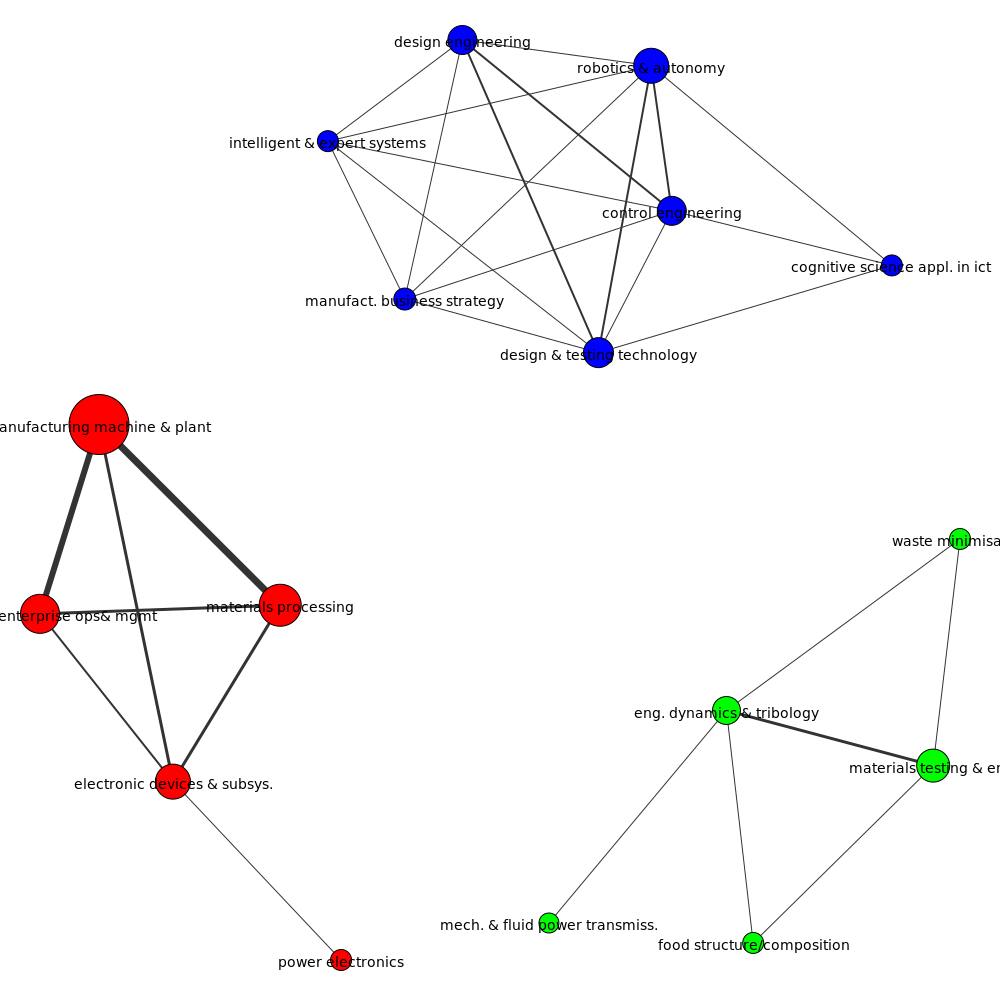 design engineering
robotics & autonomy
intelligent & expert systems
control engineering
cognitive science appl. in ict
manufact. business strategy
design & testing technology
anufacturing machine & plant
waste minimisa
materials processing
enterprise ops& mgmt
eng. dynamics & tribology
materials testing & en
electronic devices & subsys.
mech. & fluid power transmiss.
food structure/composition
power electronics